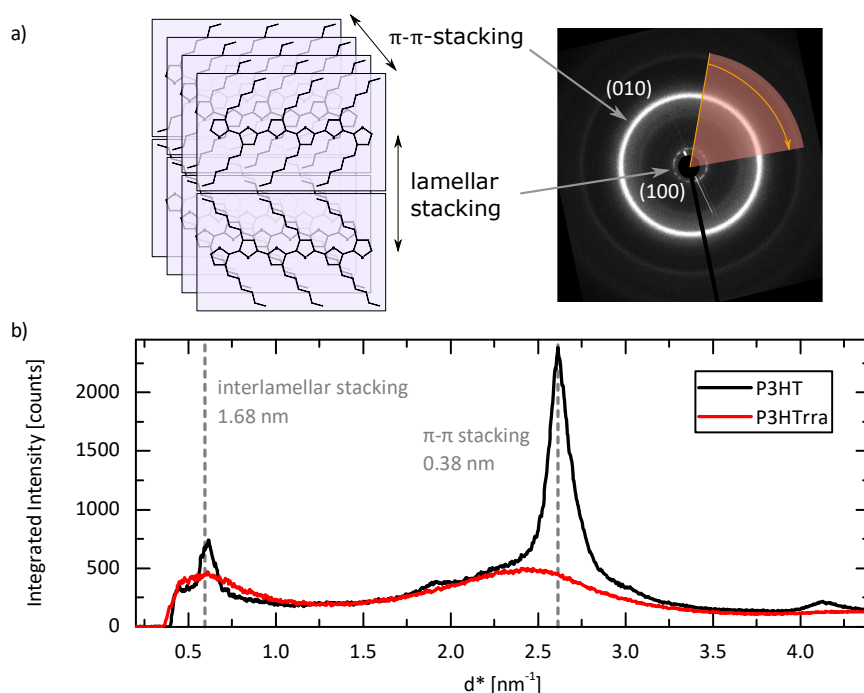 a)
π-π-stacking
lamellar
stacking
(010)
(100)
b)
Integrated Intensity [counts]
2000
1500
1000
500
0
interlamellar stacking
1.68 nm
π-π stacking
0.38 nm
P3HT
P3HTrra
0.5 1.0 1.5 2.0 2.5 3.0 3.5 4.0
d* [nm⁻¹]